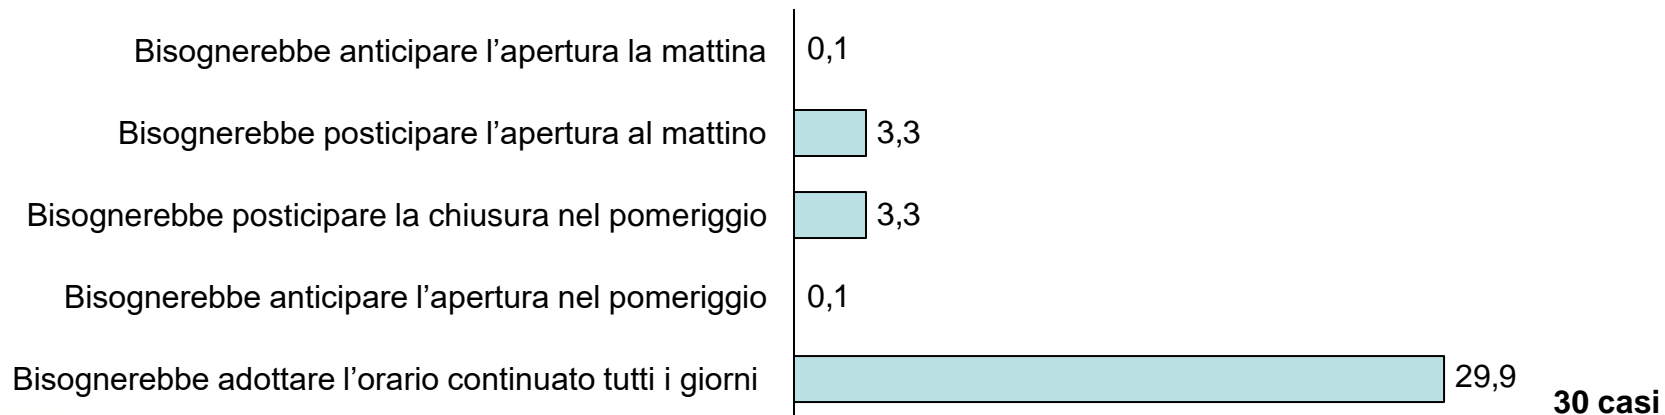 Bisognerebbe anticipare l’apertura la mattina 0,1
Bisognerebbe posticipare l’apertura al mattino 3,3
Bisognerebbe posticipare la chiusura nel pomeriggio 3,3
Bisognerebbe anticipare l’apertura nel pomeriggio 0,1
Bisognerebbe adottare l’orario continuato tutti i giorni 29,9
30 casi